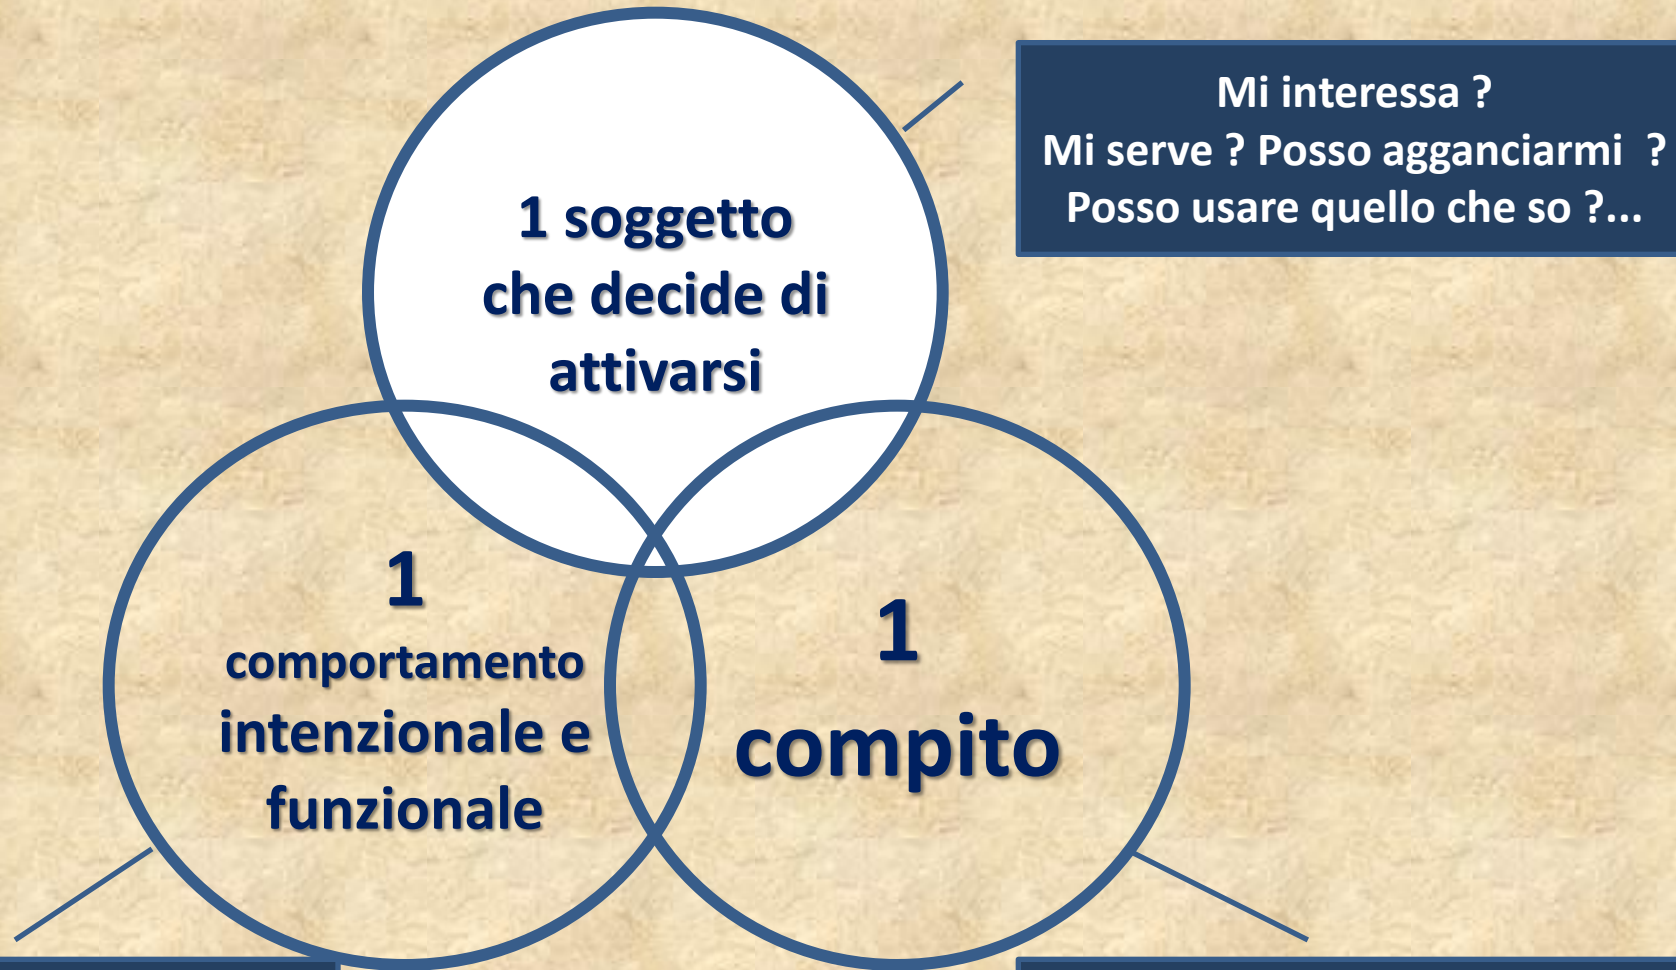 Mi interessa ?
Mi serve ? Posso agganciarmi ?
Posso usare quello che so ?...
1 soggetto
che decide di
attivarsi
1
comportamento
intenzionale e
funzionale
1
compito